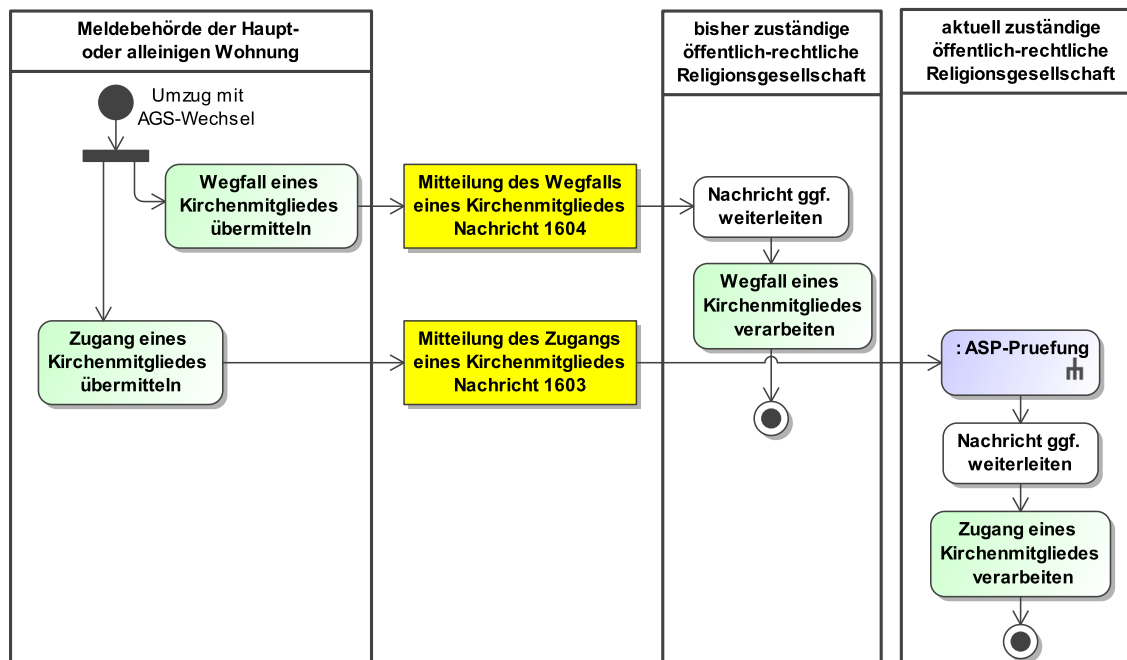 Meldebehörde der Haupt-
oder alleinigen Wohnung
bisher zuständige
öffentlich-rechtliche
Religionsgesellschaft
aktuell zuständige
öffentlich-rechtliche
Religionsgesellschaft
Umzug mit
AGS-Wechsel
Wegfall eines
Kirchenmitgliedes
übermitteln
Mitteilung des Wegfalls
eines Kirchenmitgliedes
Nachricht 1604
Nachricht ggf.
weiterleiten
Wegfall eines
Kirchenmitgliedes
verarbeiten
Zugang eines
Kirchenmitgliedes
übermitteln
Mitteilung des Zugangs
eines Kirchenmitgliedes
Nachricht 1603
: ASP-Pruefung
Nachricht ggf.
weiterleiten
Zugang eines
Kirchenmitgliedes
verarbeiten